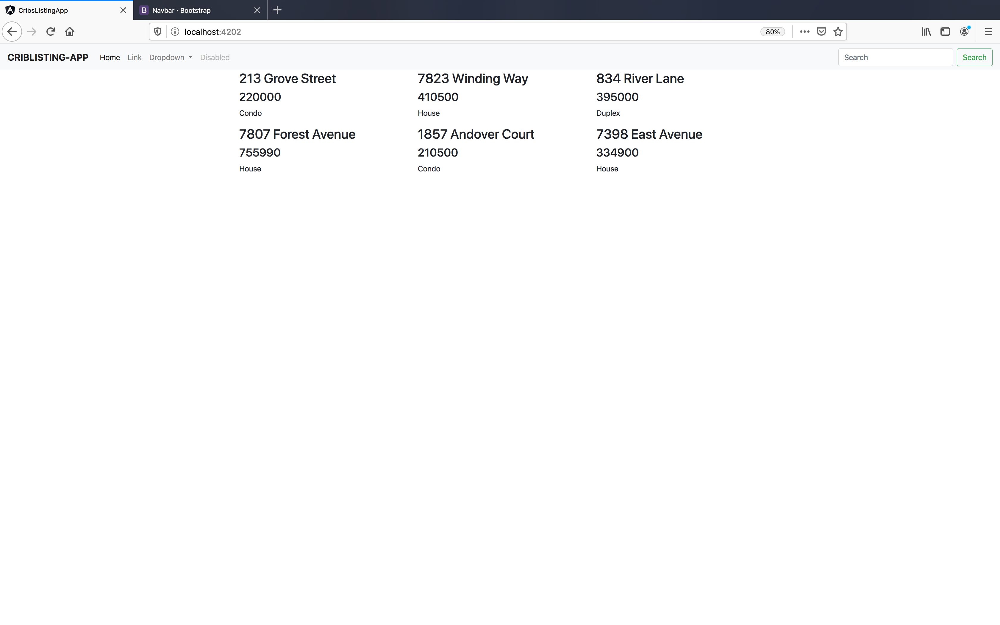 CribsListingApp
Navbar · Bootstrap
localhost:4202
80%
CRIBLISTING-APP Home Link Dropdown Disabled Search Search
213 Grove Street 7823 Winding Way 834 River Lane
220000 410500 395000
Condo House Duplex
7807 Forest Avenue 1857 Andover Court 7398 East Avenue
755990 210500 334900
House Condo House